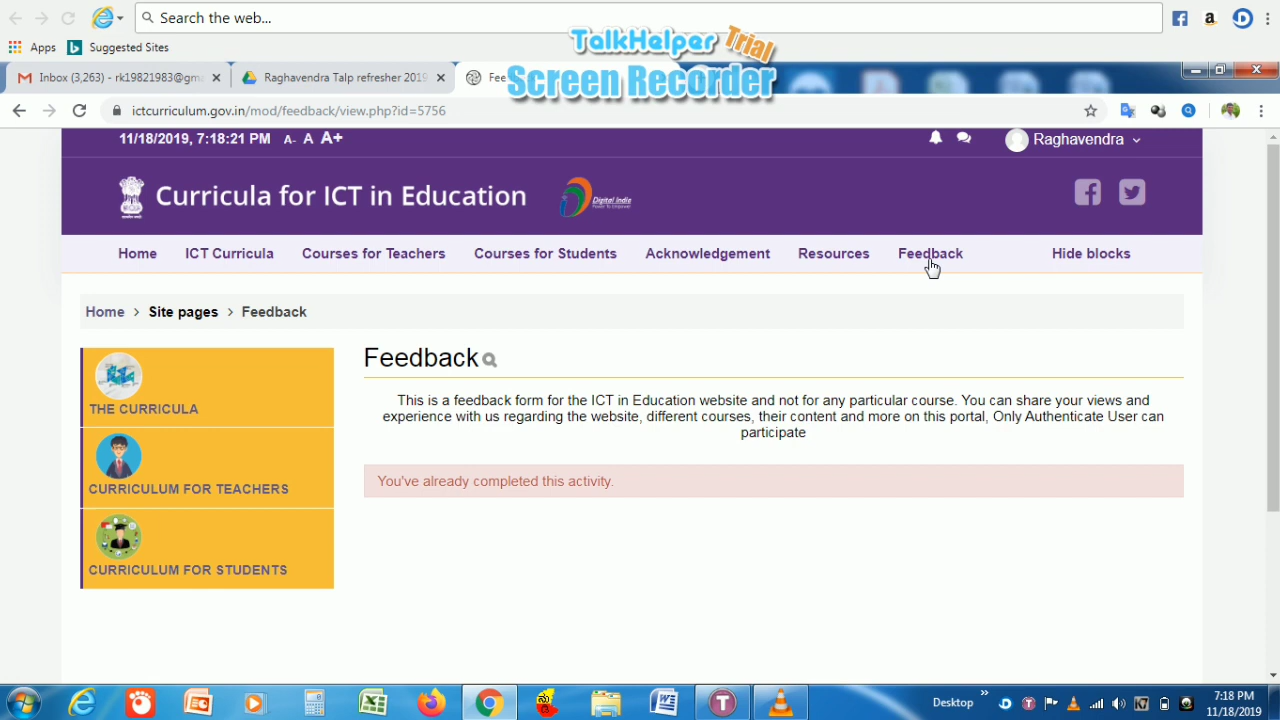 Search the web...
Apps
Suggested Sites
TalkHelper Trial
Screen Recorder
Inbox (3,263) - rk19821983@gm
Raghavendra Talp refresher 2019
ictcurriculum.gov.in/mod/feedback/view.php?id=5756
11/18/2019, 7:18:21 PM A- A A+
Raghavendra
Curricula for ICT in Education
Digital India
Power To Empower
Home
ICT Curricula
Courses for Teachers
Courses for Students
Acknowledgement
Resources
Feedback
Hide blocks
Home > Site pages > Feedback
THE CURRICULA
CURRICULUM FOR TEACHERS
CURRICULUM FOR STUDENTS
Feedback
This is a feedback form for the ICT in Education website and not for any particular course. You can share your views and
experience with us regarding the website, different courses, their content and more on this portal, Only Authenticate User can
participate
You've already completed this activity.
Desktop
7:18 PM
11/18/2019